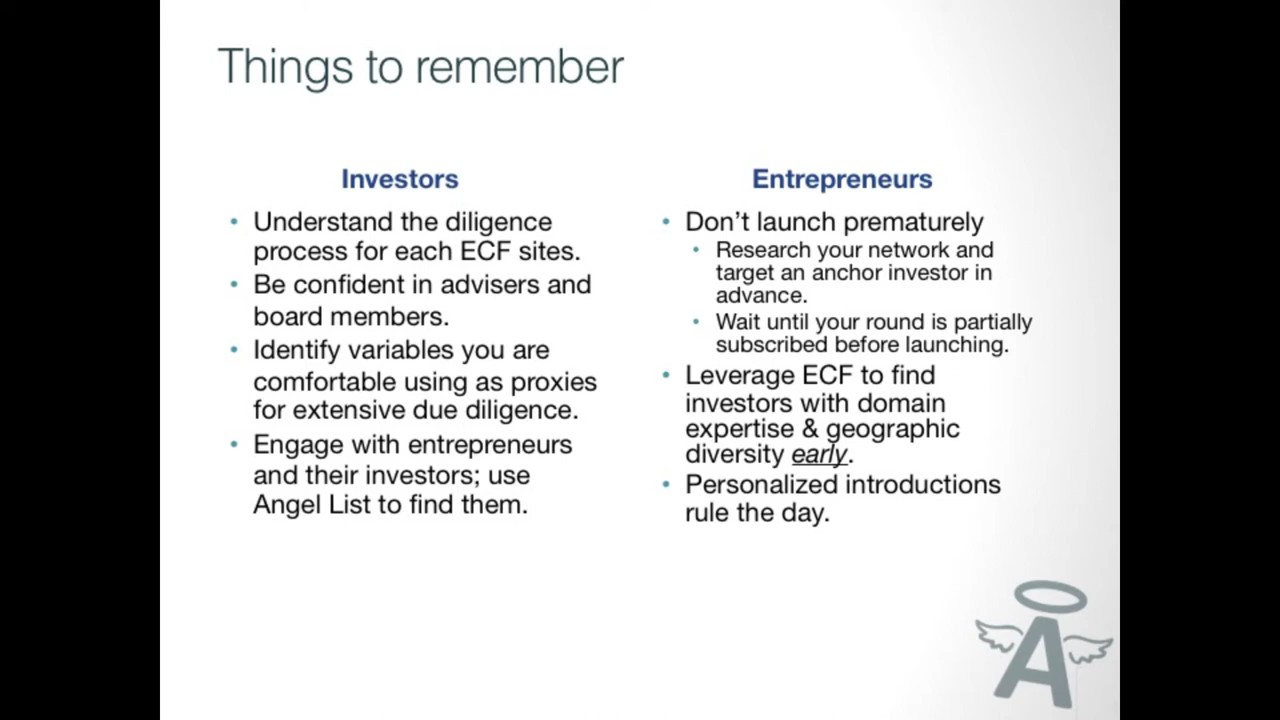 Things to remember
Investors
• Understand the diligence
process for each ECF sites.
• Be confident in advisers and
board members.
• Identify variables you are
comfortable using as proxies
for extensive due diligence.
• Engage with entrepreneurs
and their investors; use
Angel List to find them.
Entrepreneurs
• Don’t launch prematurely
• Research your network and
target an anchor investor in
advance.
• Wait until your round is partially
subscribed before launching.
• Leverage ECF to find
investors with domain
expertise & geographic
diversity early.
• Personalized introductions
rule the day.
A